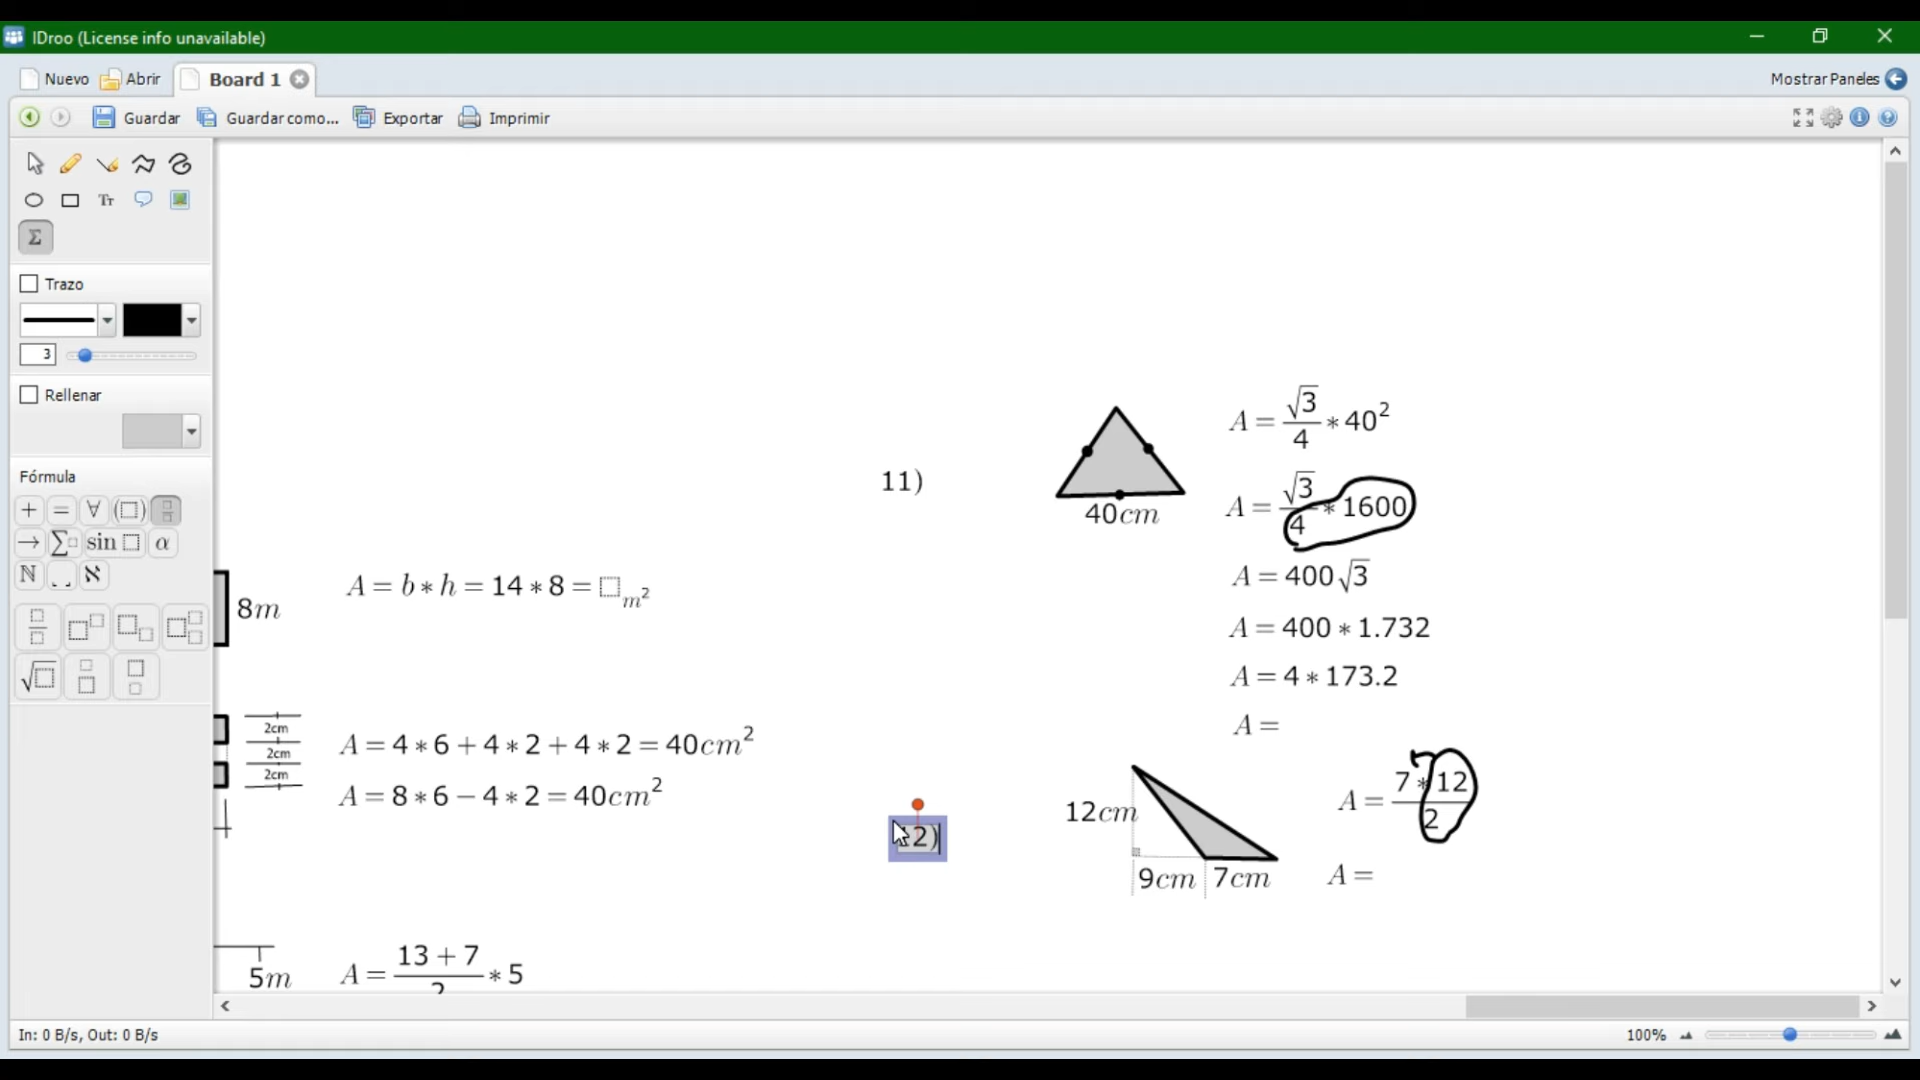 IDroo (License info unavailable)
Nuevo Abrir Board 1 Mostrar Paneles
Guardar Guardar como... Exportar Imprimir
Tт
Σ
Trazo
3
Rellenar
Fórmula
+ = ∀ (□)
→ ∑□ sin □ α
ℕ ℵ
√□
8m
A = b * h = 14 * 8 = □ m²
2cm
2cm
2cm
A = 4 * 6 + 4 * 2 + 4 * 2 = 40cm²
A = 8 * 6 − 4 * 2 = 40cm²
5m
A = (13 + 7)/2 * 5
11)
40cm
A = √3/4 * 40²
A = √3/4 * 1600
A = 400√3
A = 400 * 1.732
A = 4 * 173.2
A =
12)
12cm
9cm 7cm
A = (7 * 12)/2
A =
In: 0 B/s, Out: 0 B/s
100%